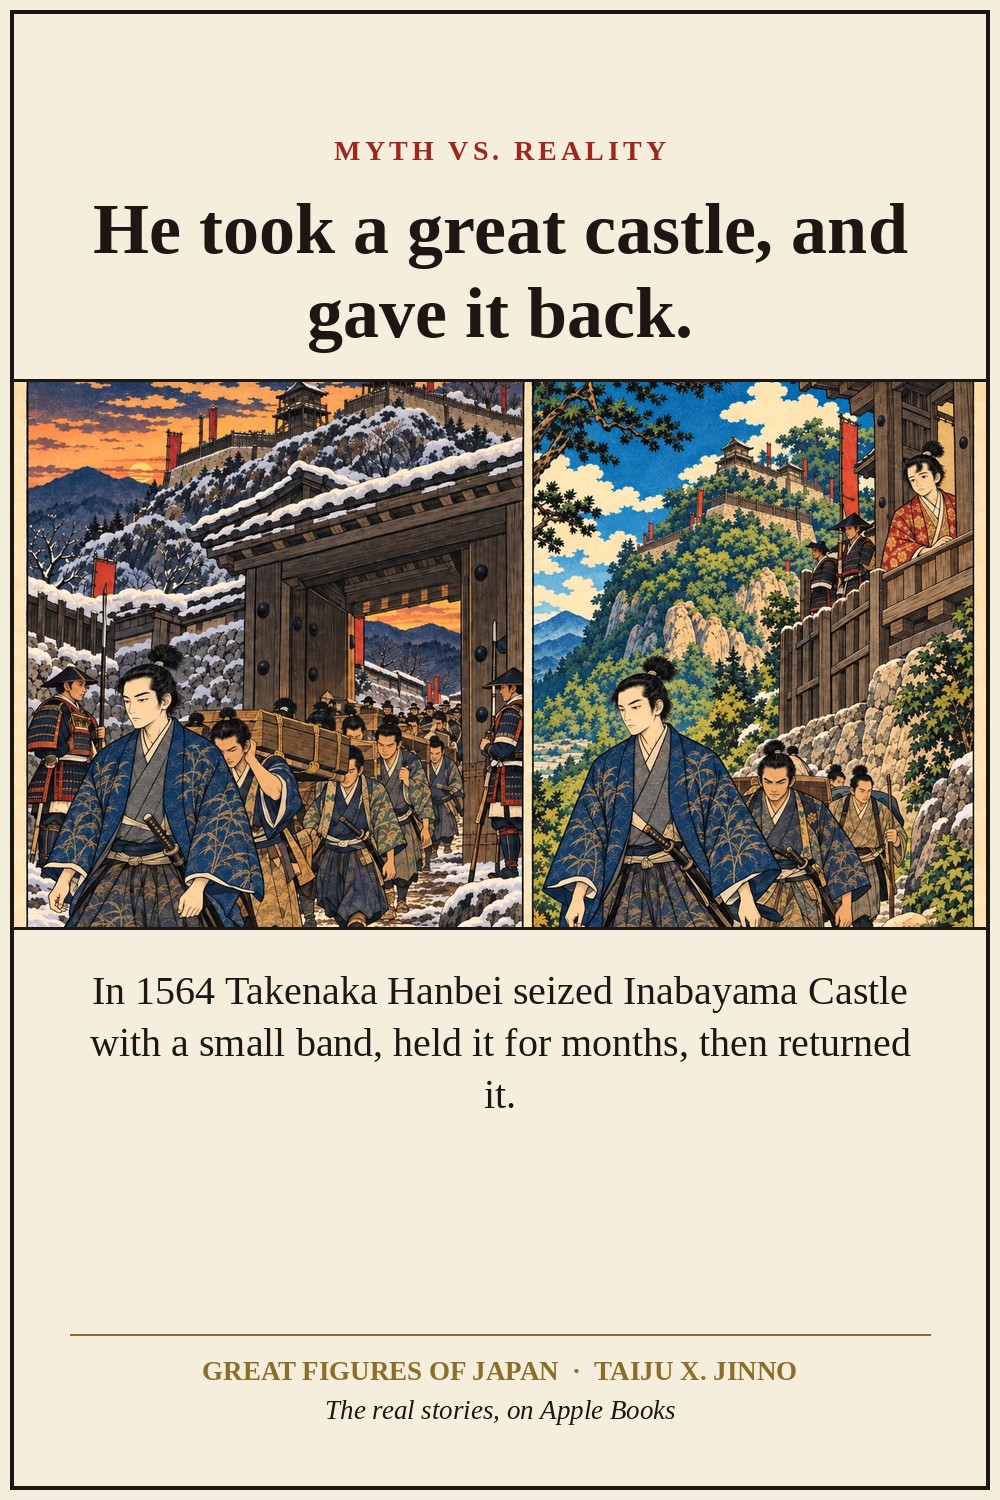 MYTH VS. REALITY
He took a great castle, and
gave it back.
In 1564 Takenaka Hanbei seized Inabayama Castle
with a small band, held it for months, then returned
it.
GREAT FIGURES OF JAPAN · TAIJU X. JINNO
The real stories, on Apple Books